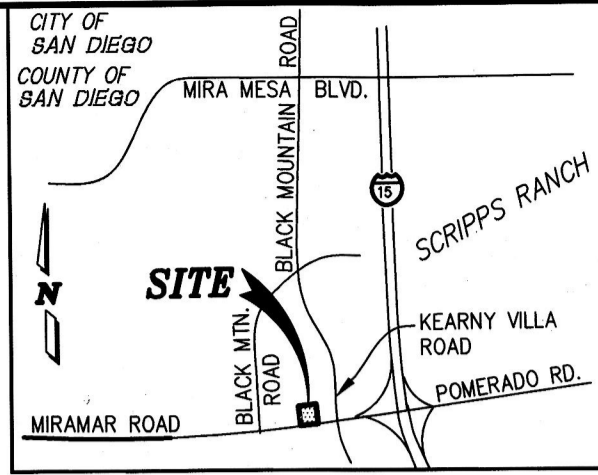 CITY OF
SAN DIEGO
COUNTY OF
SAN DIEGO
MIRA MESA BLVD.
BLACK MOUNTAIN ROAD
15
SCRIPPS RANCH
N
SITE
BLACK MTN.
ROAD
KEARNY VILLA
ROAD
POMERADO RD.
MIRAMAR ROAD